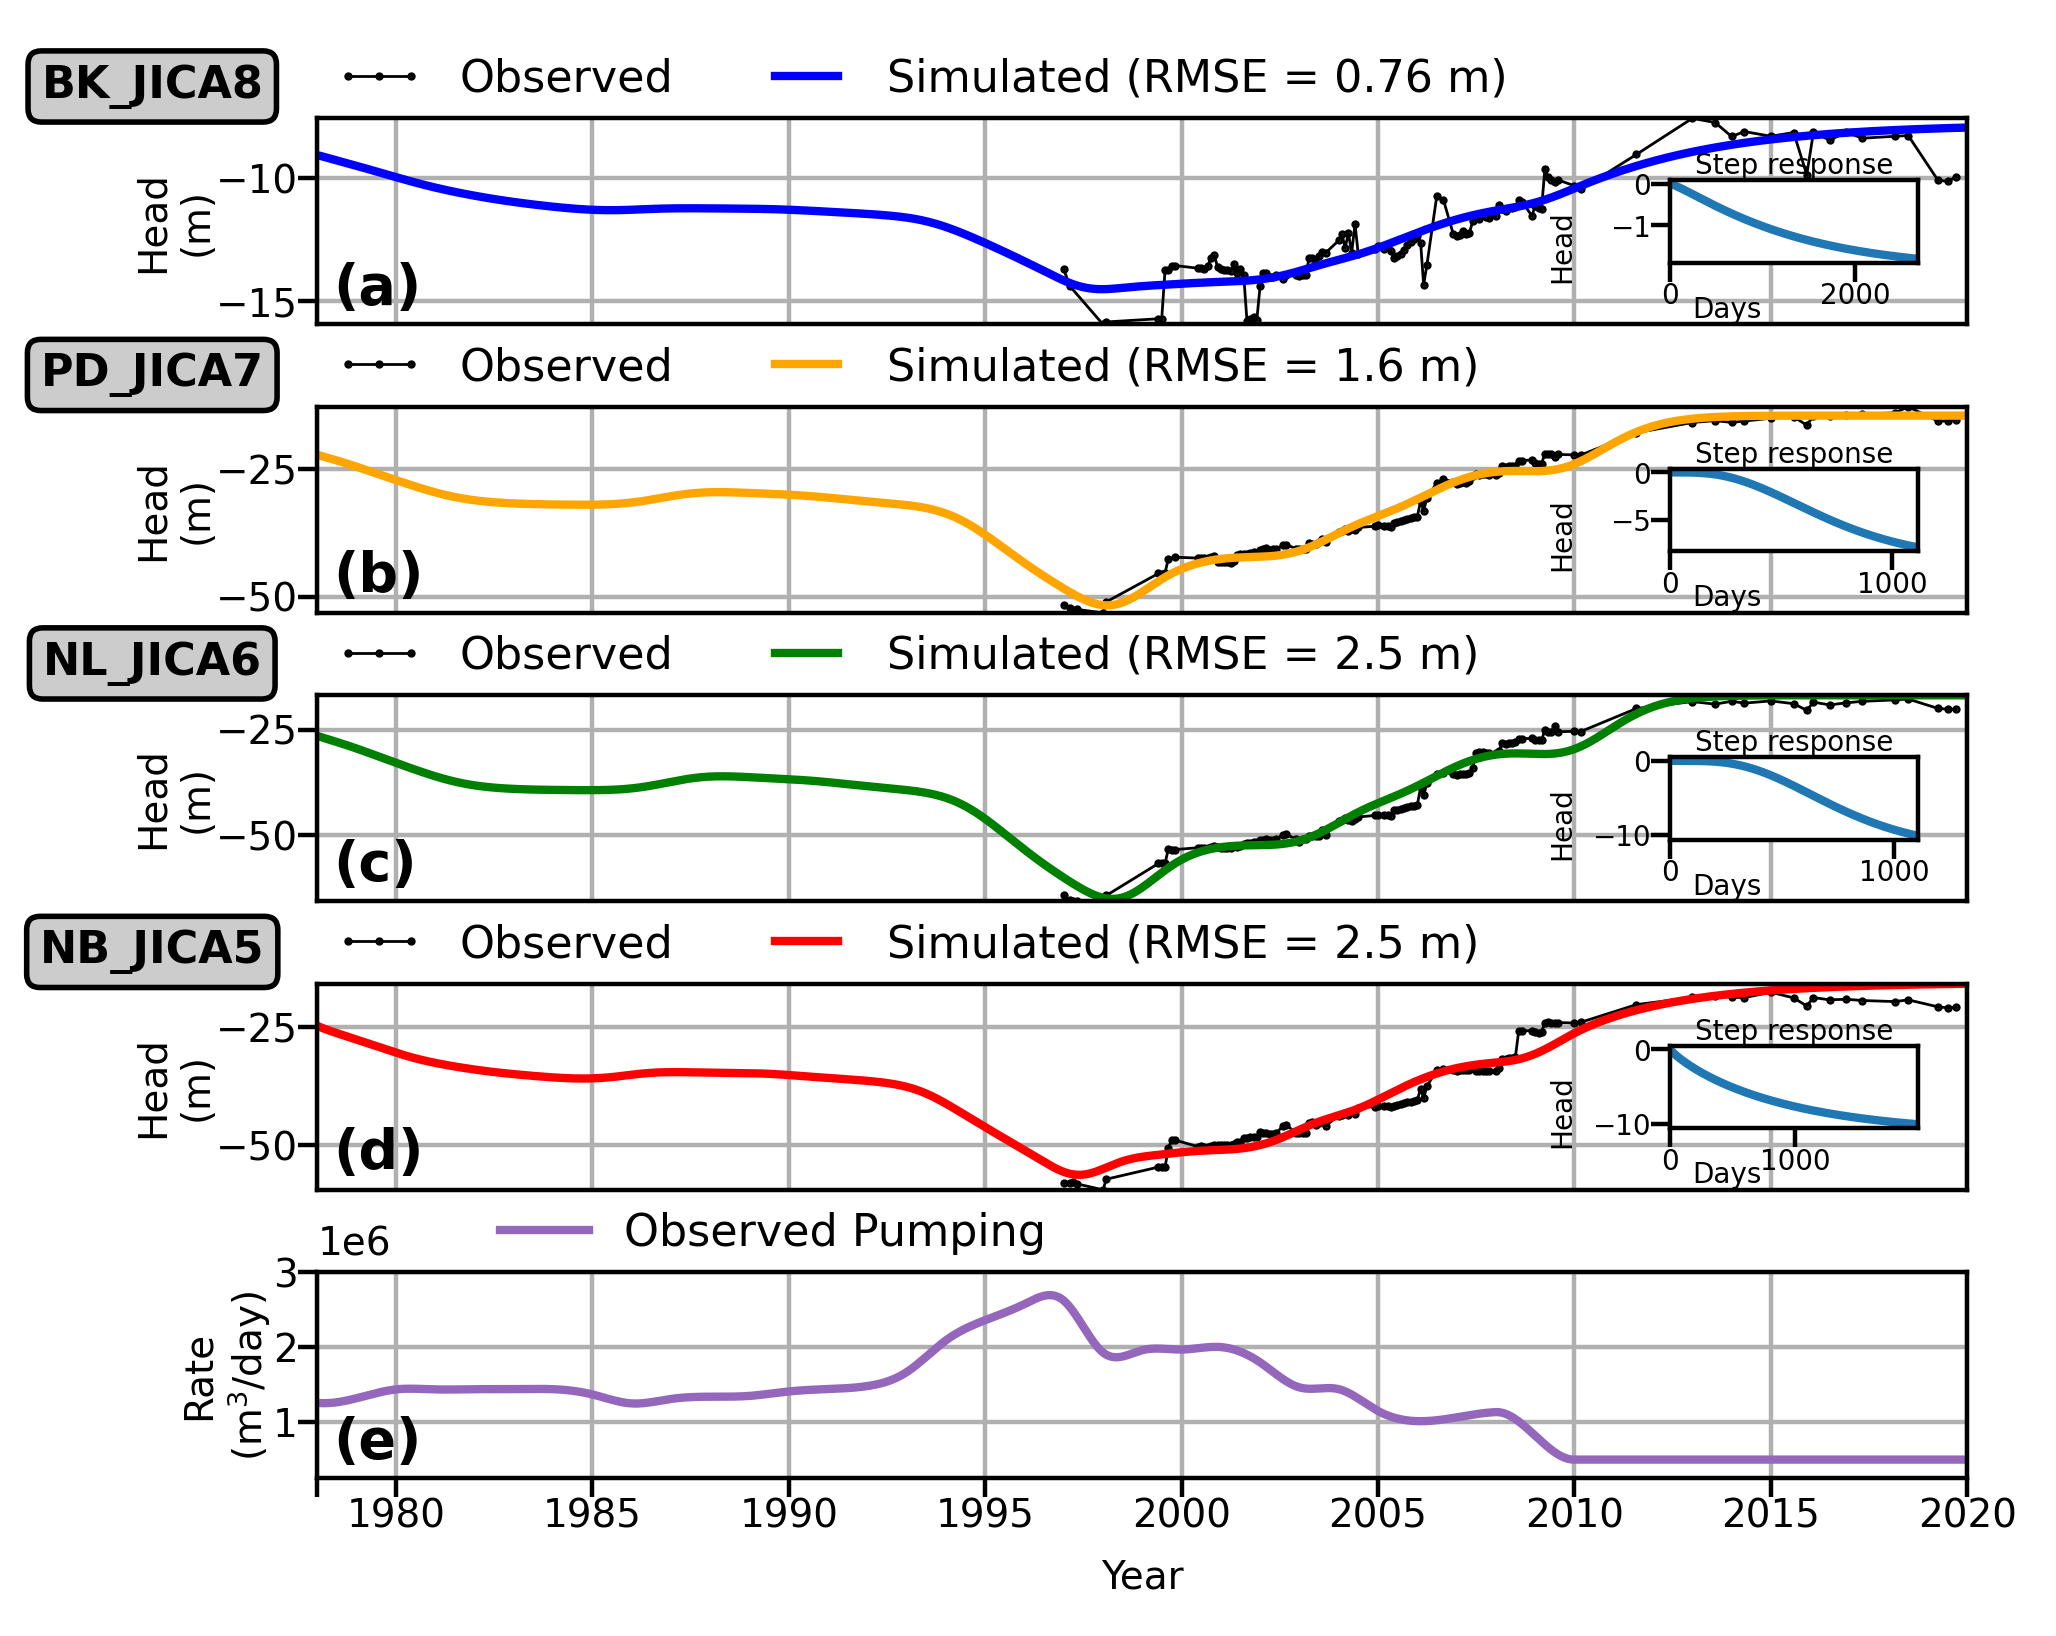 BK_JICA8
Observed
Simulated (RMSE = 0.76 m)
Head
(m)
−10
−15
(a)
Step response
Head
0
−1
0
2000
Days
PD_JICA7
Observed
Simulated (RMSE = 1.6 m)
Head
(m)
−25
−50
(b)
Step response
Head
0
−5
0
1000
Days
NL_JICA6
Observed
Simulated (RMSE = 2.5 m)
Head
(m)
−25
−50
(c)
Step response
Head
0
−10
0
1000
Days
NB_JICA5
Observed
Simulated (RMSE = 2.5 m)
Head
(m)
−25
−50
(d)
Step response
Head
0
−10
0
1000
Days
1e6
Observed Pumping
Rate
(m³/day)
3
2
1
(e)
1980 1985 1990 1995 2000 2005 2010 2015 2020
Year